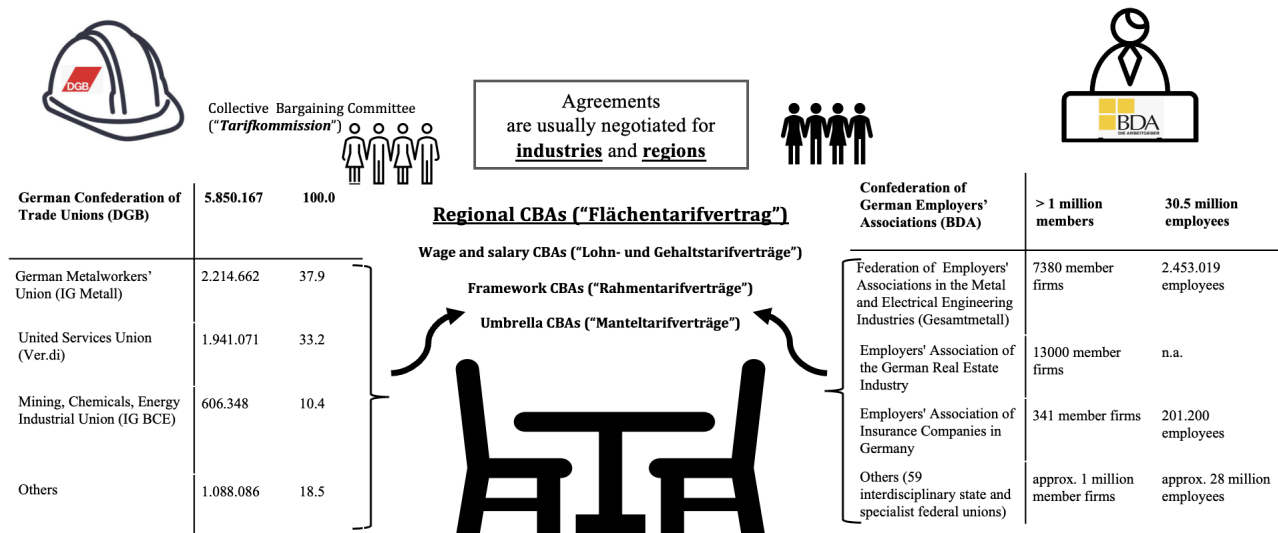 DGB
Collective Bargaining Committee
(“Tarifkommission”)
Agreements
are usually negotiated for
industries and regions
BDA
DIE ARBEITGEBER
German Confederation of
Trade Unions (DGB)
5.850.167
100.0
German Metalworkers’
Union (IG Metall)
2.214.662
37.9
United Services Union
(Ver.di)
1.941.071
33.2
Mining, Chemicals, Energy
Industrial Union (IG BCE)
606.348
10.4
Others
1.088.086
18.5
Regional CBAs (“Flächentarifvertrag”)
Wage and salary CBAs (“Lohn- und Gehaltstarifverträge”)
Framework CBAs (“Rahmentarifverträge”)
Umbrella CBAs (“Manteltarifverträge”)
Confederation of
German Employers’
Associations (BDA)
> 1 million
members
30.5 million
employees
Federation of Employers'
Associations in the Metal
and Electrical Engineering
Industries (Gesamtmetall)
7380 member
firms
2.453.019
employees
Employers' Association of
the German Real Estate
Industry
13000 member
firms
n.a.
Employers' Association of
Insurance Companies in
Germany
341 member firms
201.200
employees
Others (59
interdisciplinary state and
specialist federal unions)
approx. 1 million
member firms
approx. 28 million
employees